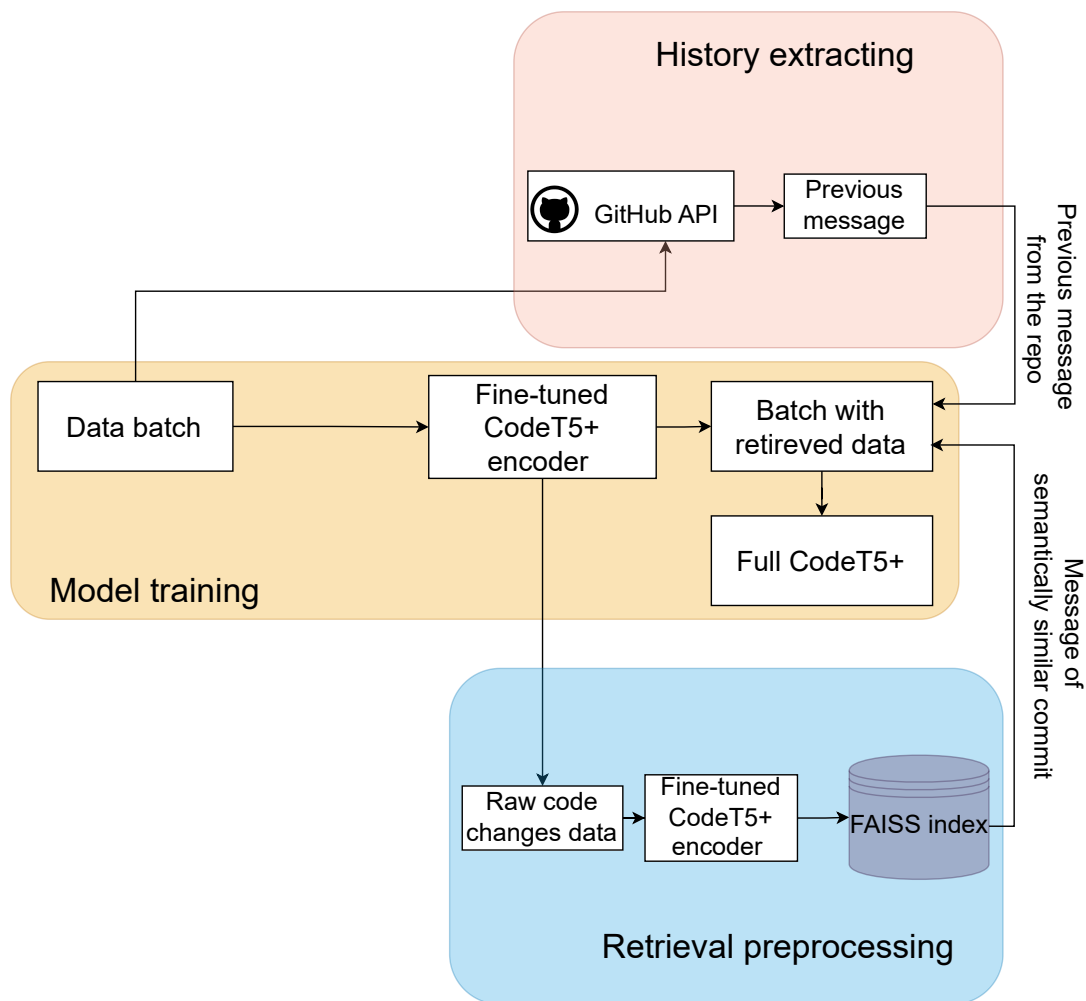 History extracting
GitHub API
Previous
message
Previous message
from the repo
Data batch
Fine-tuned
CodeT5+
encoder
Batch with
retireved data
Full CodeT5+
Model training
Message of
semantically similar commit
Raw code
changes data
Fine-tuned
CodeT5+
encoder
FAISS index
Retrieval preprocessing